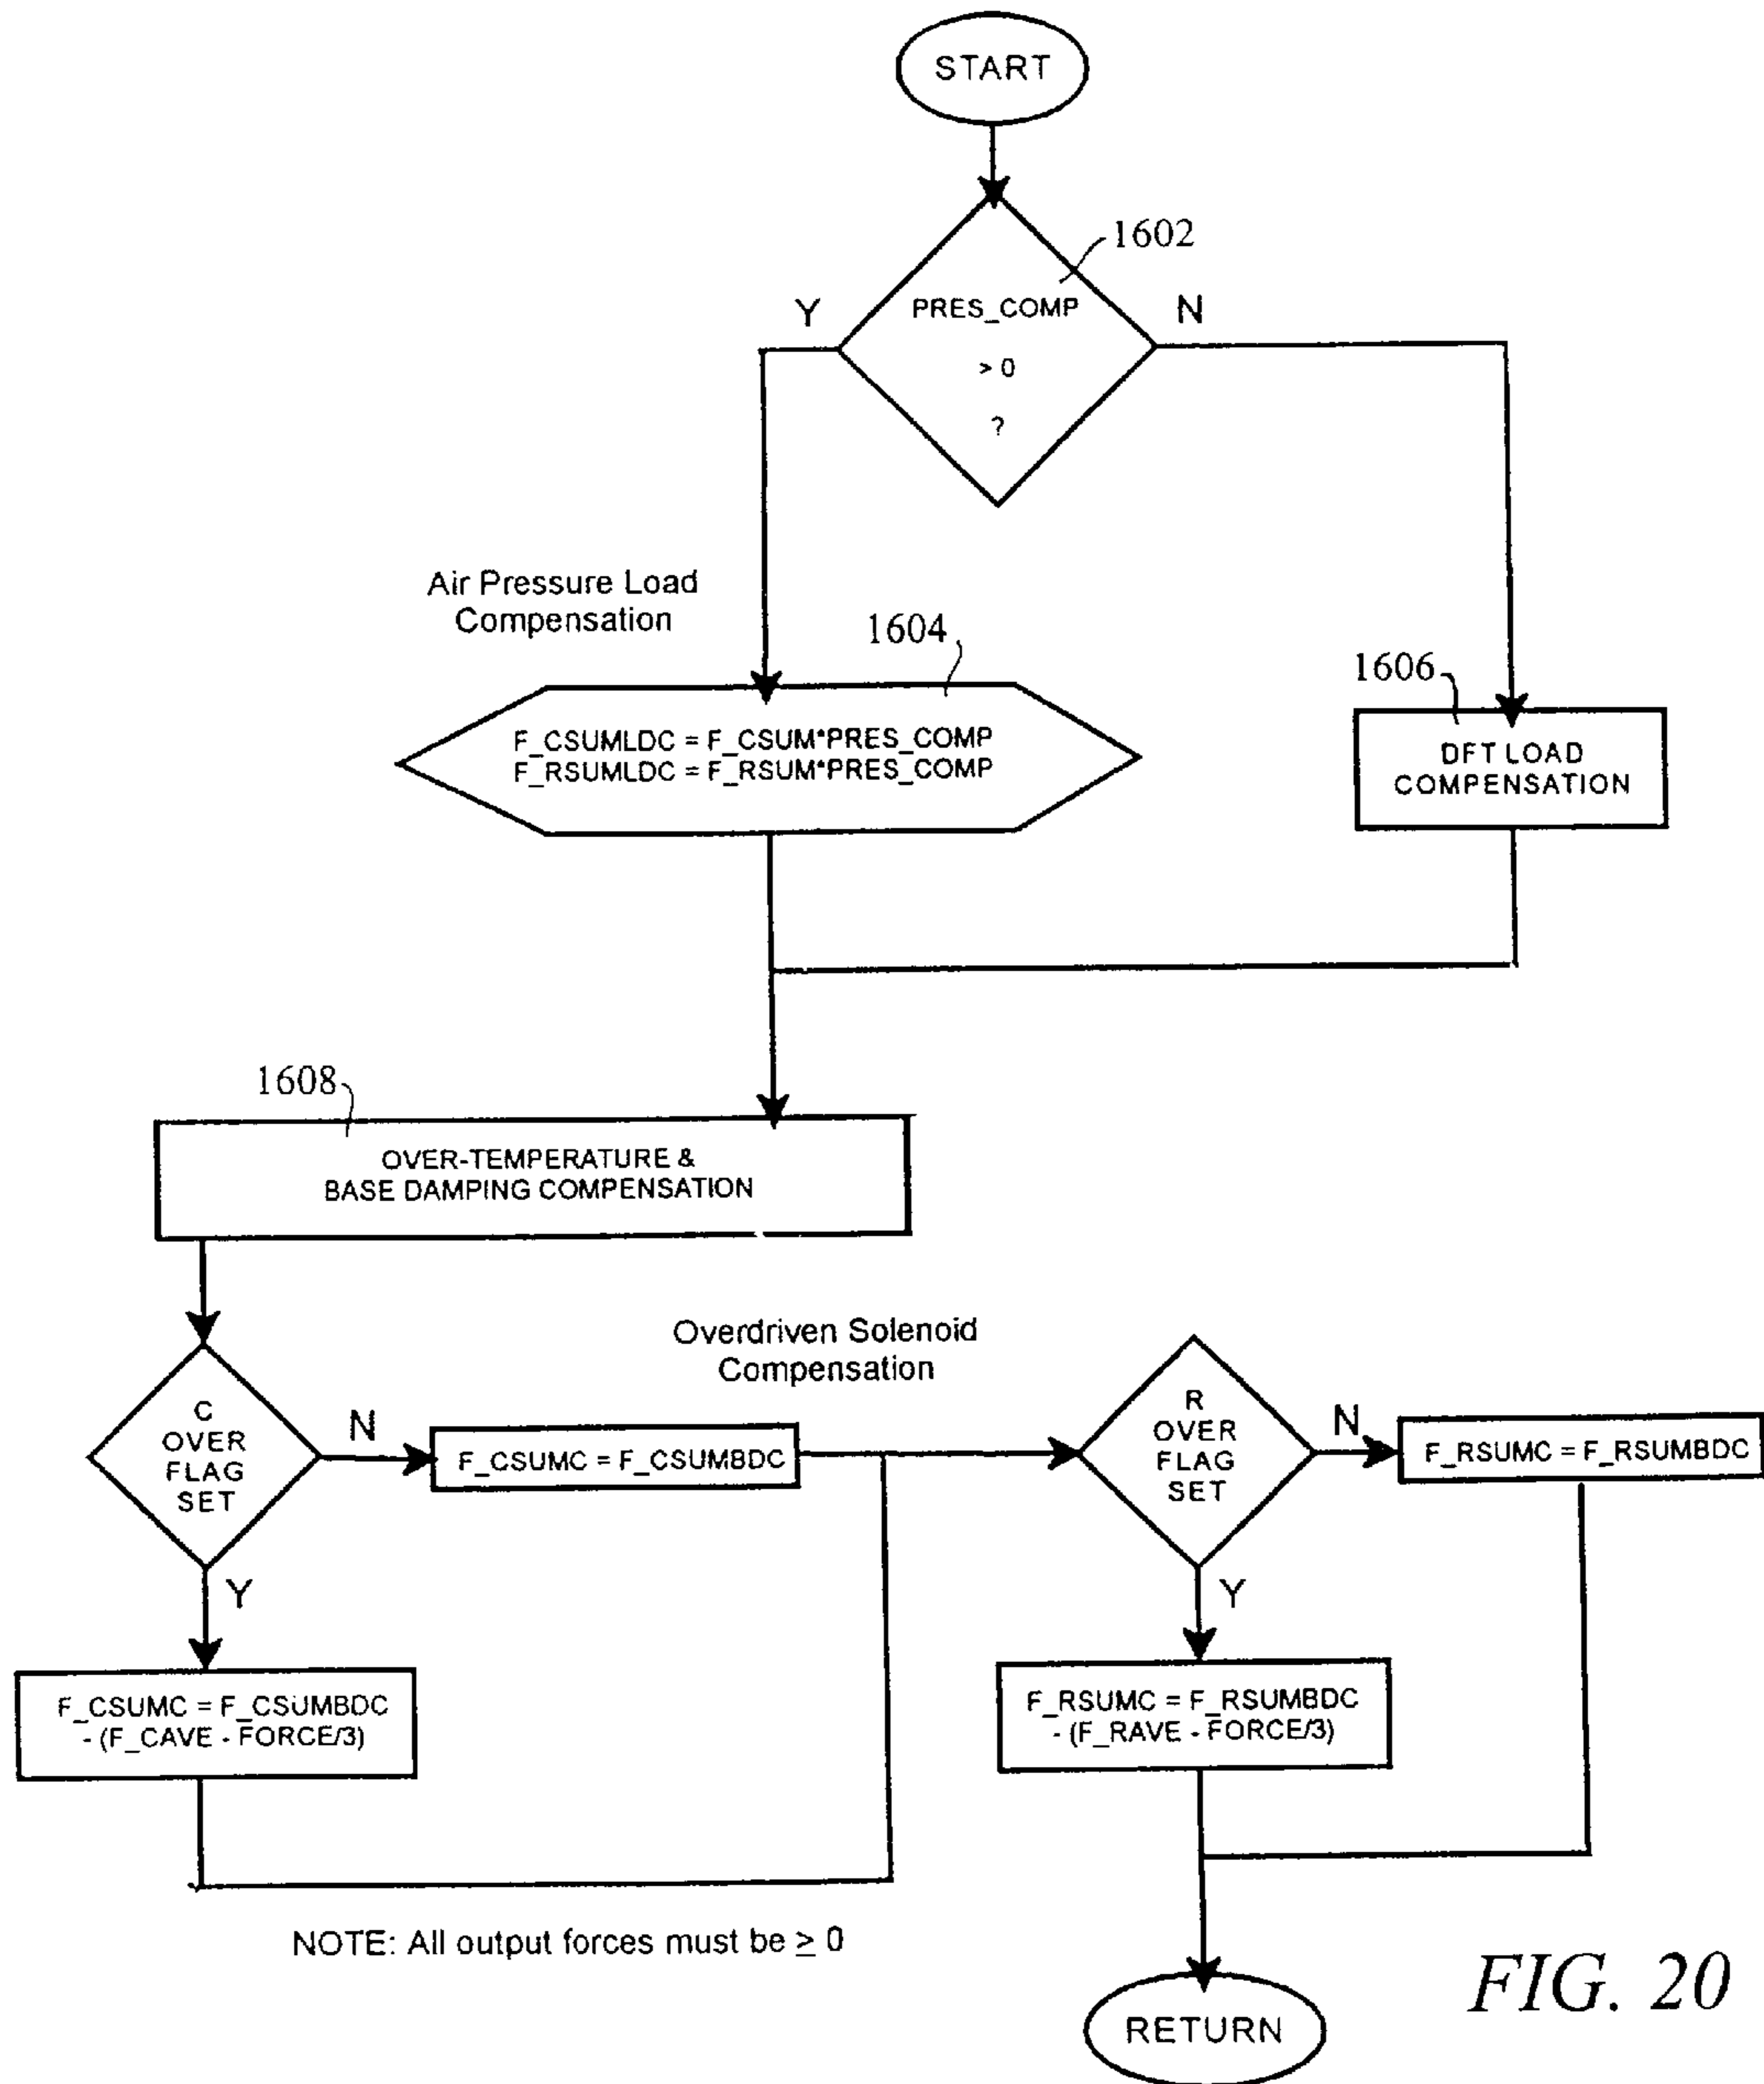 START
1602
PRES_COMP
> 0
?
Y
N
Air Pressure Load
Compensation
1604
F_CSUMLDC = F_CSUM*PRES_COMP
F_RSUMLDC = F_RSUM*PRES_COMP
1606
DFT LOAD
COMPENSATION
1608
OVER-TEMPERATURE &
BASE DAMPING COMPENSATION
Overdriven Solenoid
Compensation
C
OVER
FLAG
SET
N
F_CSUMC = F_CSUMBDC
R
OVER
FLAG
SET
N
F_RSUMC = F_RSUMBDC
Y
Y
F_CSUMC = F_CSUMBDC
- (F_CAVE - FORCE/3)
F_RSUMC = F_RSUMBDC
- (F_RAVE - FORCE/3)
NOTE: All output forces must be ≥ 0
RETURN
FIG. 20